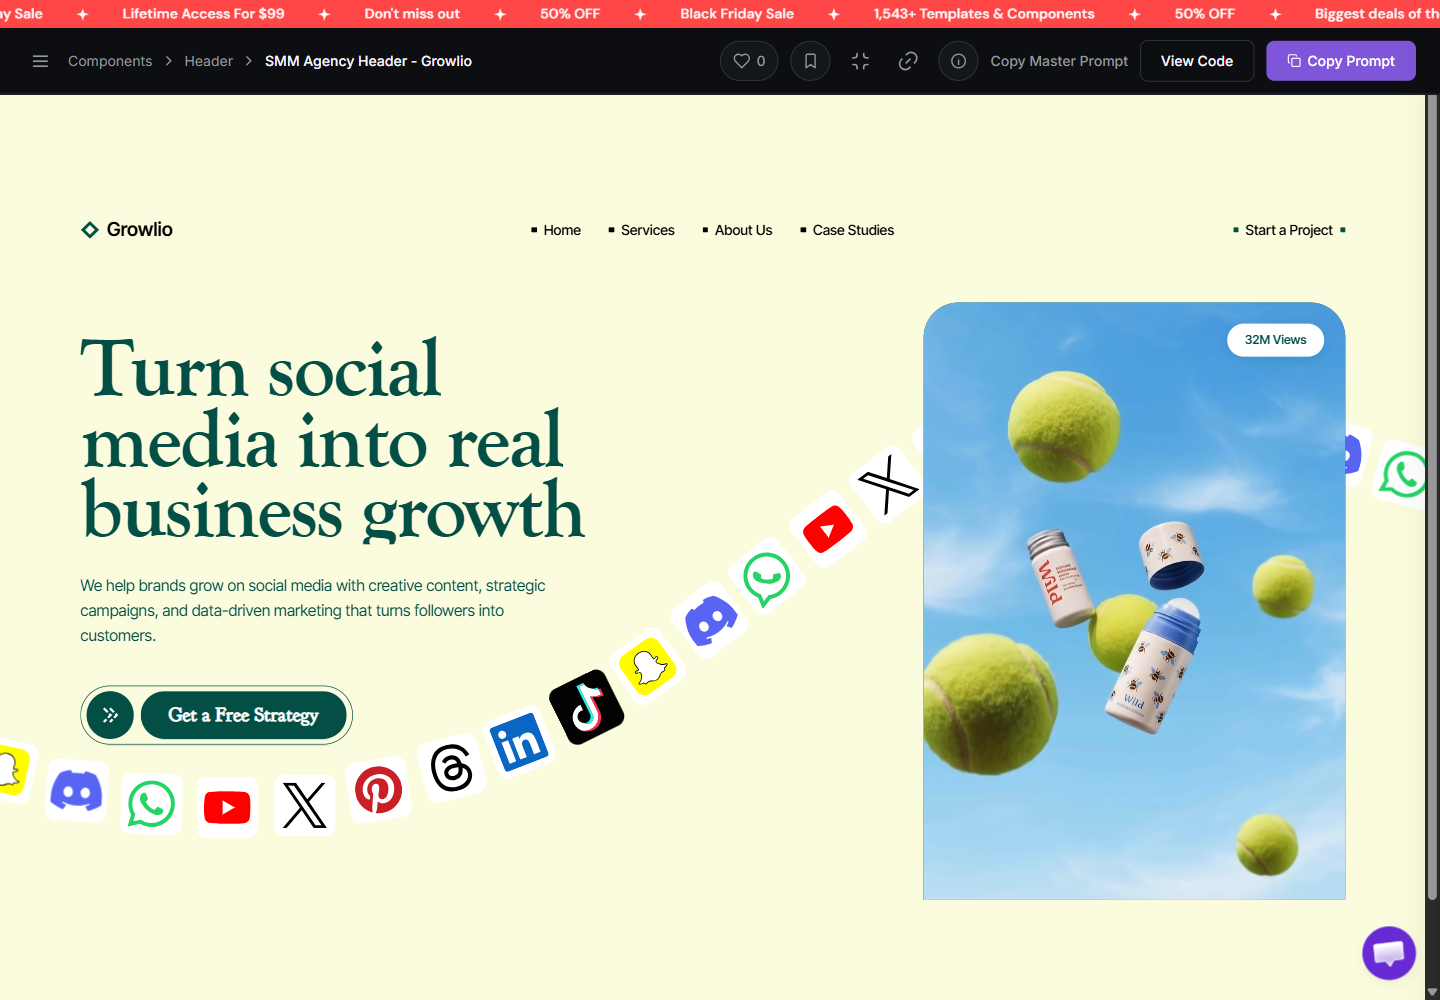 Sale
Lifetime Access For $99
Don't miss out
50% OFF
Black Friday Sale
1,543+ Templates & Components
50% OFF
Biggest deals of th
Components
Header
SMM Agency Header - Growlio
0
Copy Master Prompt
View Code
Copy Prompt
Growlio
Home
Services
About Us
Case Studies
Start a Project
32M Views
Turn social
media into real
business growth
We help brands grow on social media with creative content, strategic
campaigns, and data-driven marketing that turns followers into
customers.
Get a Free Strategy
in
Wild
Wild